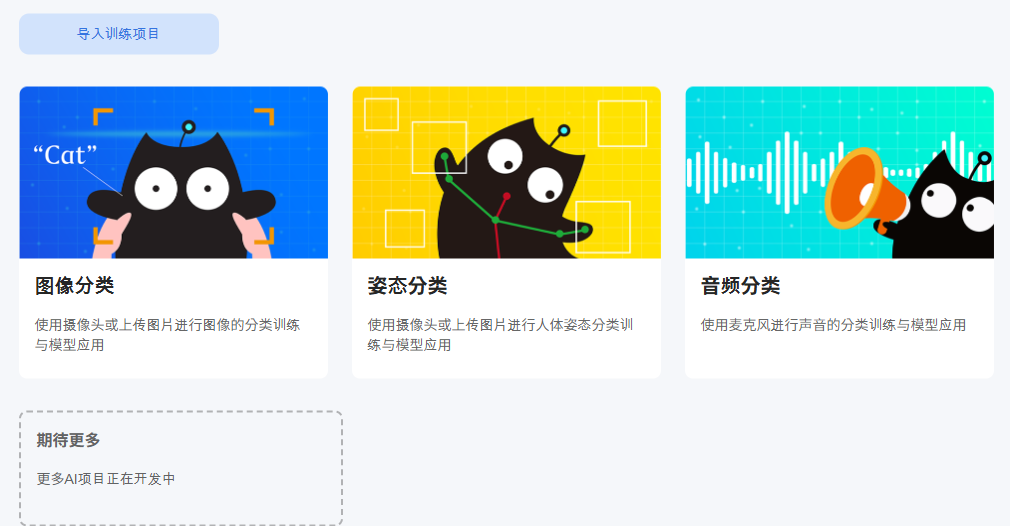 导入训练项目
“Cat”
图像分类
使用摄像头或上传图片进行图像的分类训练
与模型应用
姿态分类
使用摄像头或上传图片进行人体姿态分类训
练与模型应用
音频分类
使用麦克风进行声音的分类训练与模型应用
期待更多
更多AI项目正在开发中